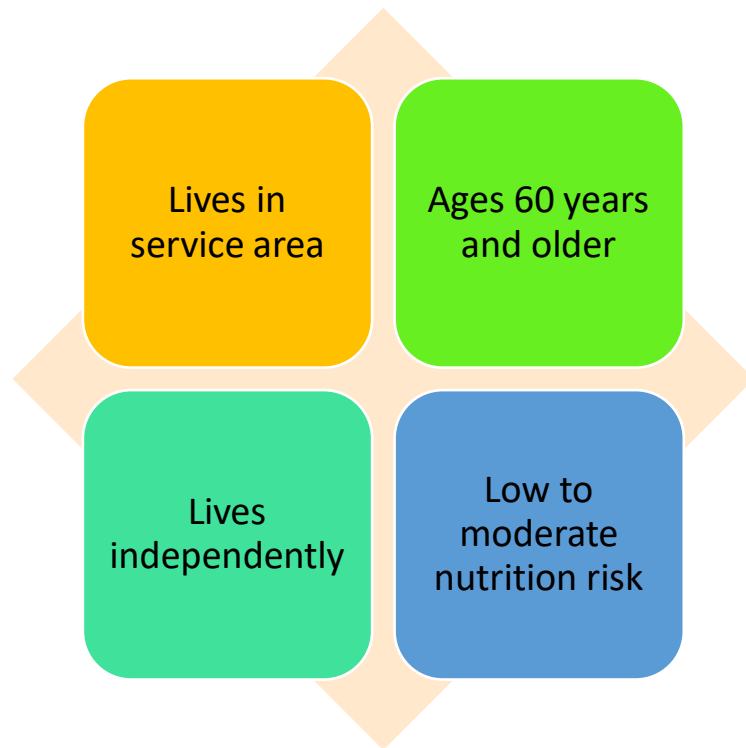 Lives in
service area
Ages 60 years
and older
Lives
independently
Low to
moderate
nutrition risk